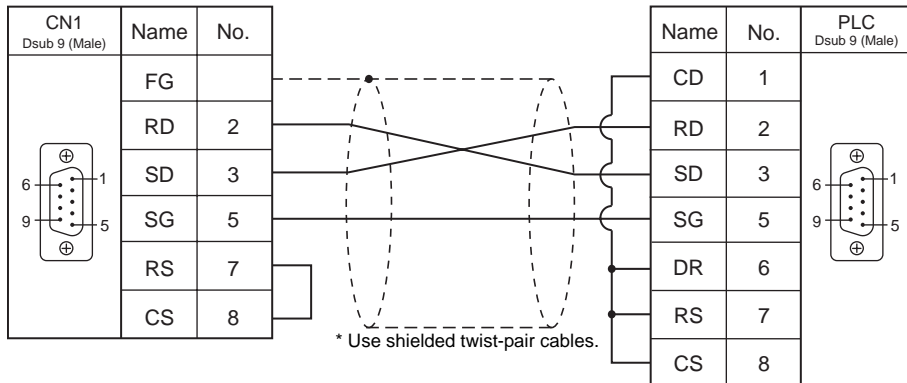 CN1
Dsub 9 (Male)
Name No.
FG
RD 2
SD 3
SG 5
RS 7
CS 8
6 1
9 5
* Use shielded twist-pair cables.
Name No.
CD 1
RD 2
SD 3
SG 5
DR 6
RS 7
CS 8
PLC
Dsub 9 (Male)
6 1
9 5